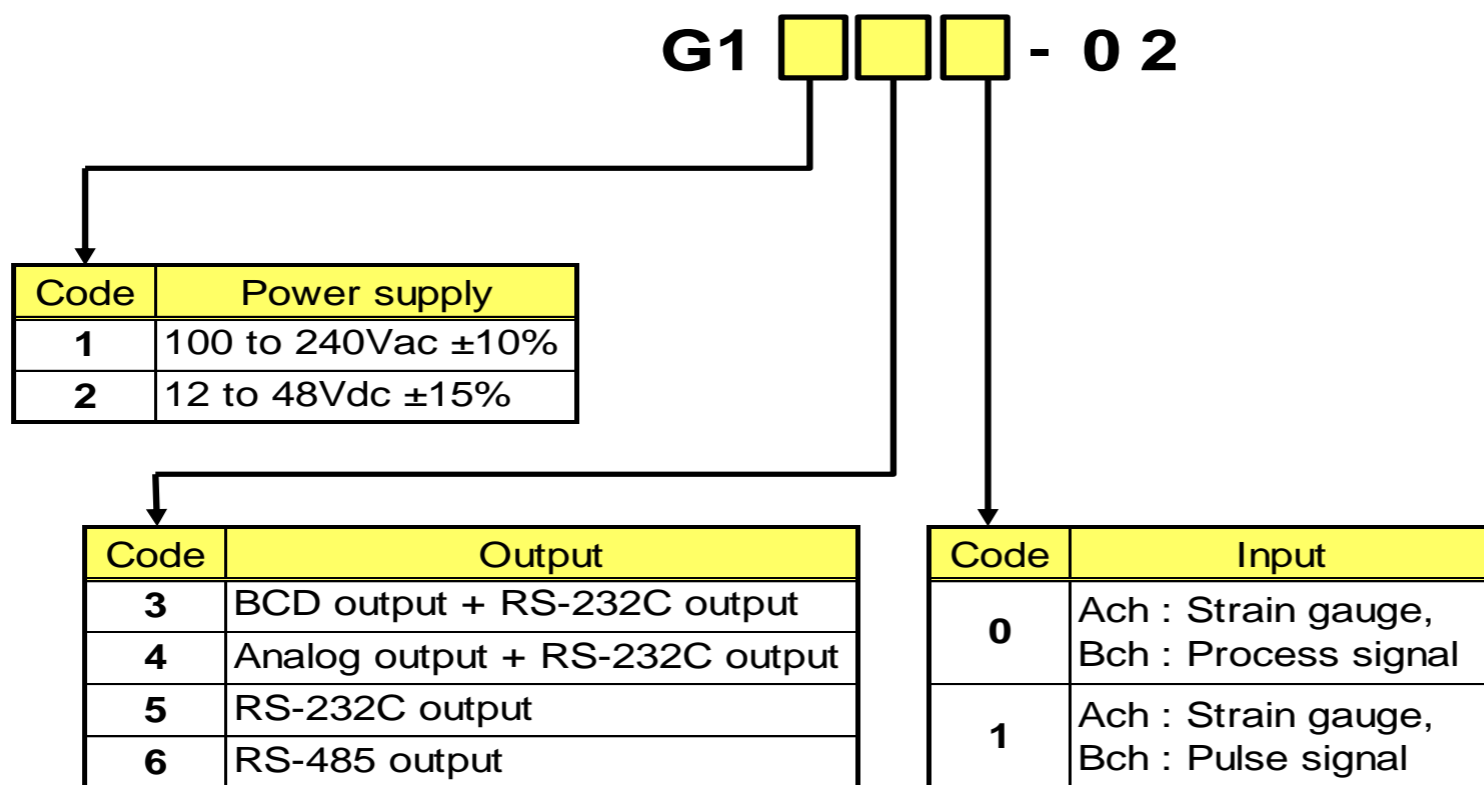 G1 - 0 2
Code Power supply
1 100 to 240Vac ±10%
2 12 to 48Vdc ±15%
Code Output
3 BCD output + RS-232C output
4 Analog output + RS-232C output
5 RS-232C output
6 RS-485 output
Code Input
0 Ach : Strain gauge,
Bch : Process signal
1 Ach : Strain gauge,
Bch : Pulse signal